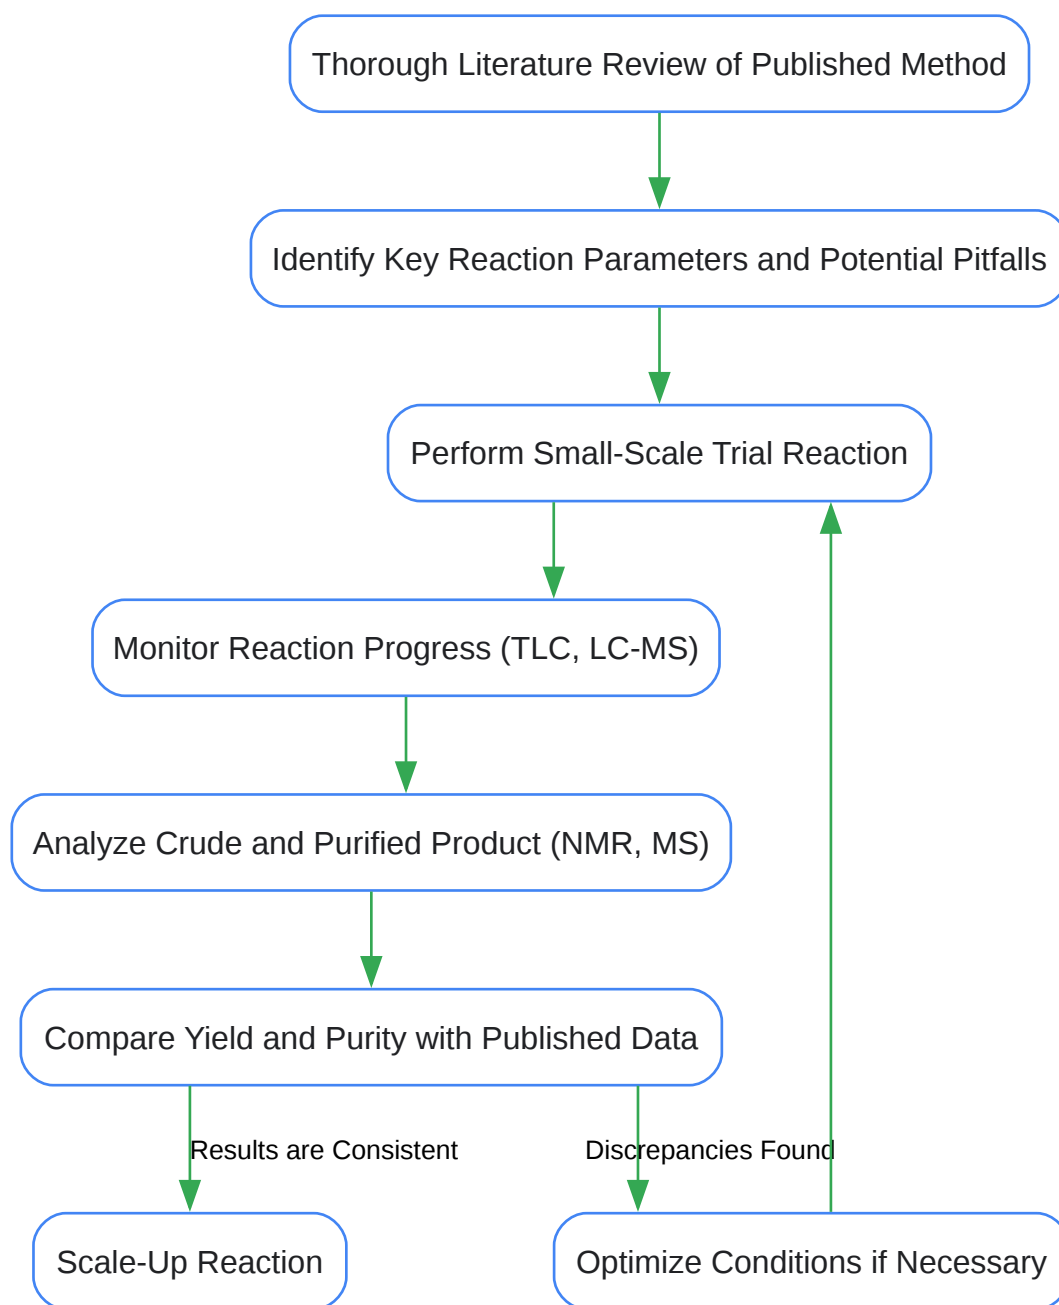 Thorough Literature Review of Published Method
Identify Key Reaction Parameters and Potential Pitfalls
Perform Small-Scale Trial Reaction
Monitor Reaction Progress (TLC, LC-MS)
Analyze Crude and Purified Product (NMR, MS)
Compare Yield and Purity with Published Data
Results are Consistent
Discrepancies Found
Scale-Up Reaction
Optimize Conditions if Necessary